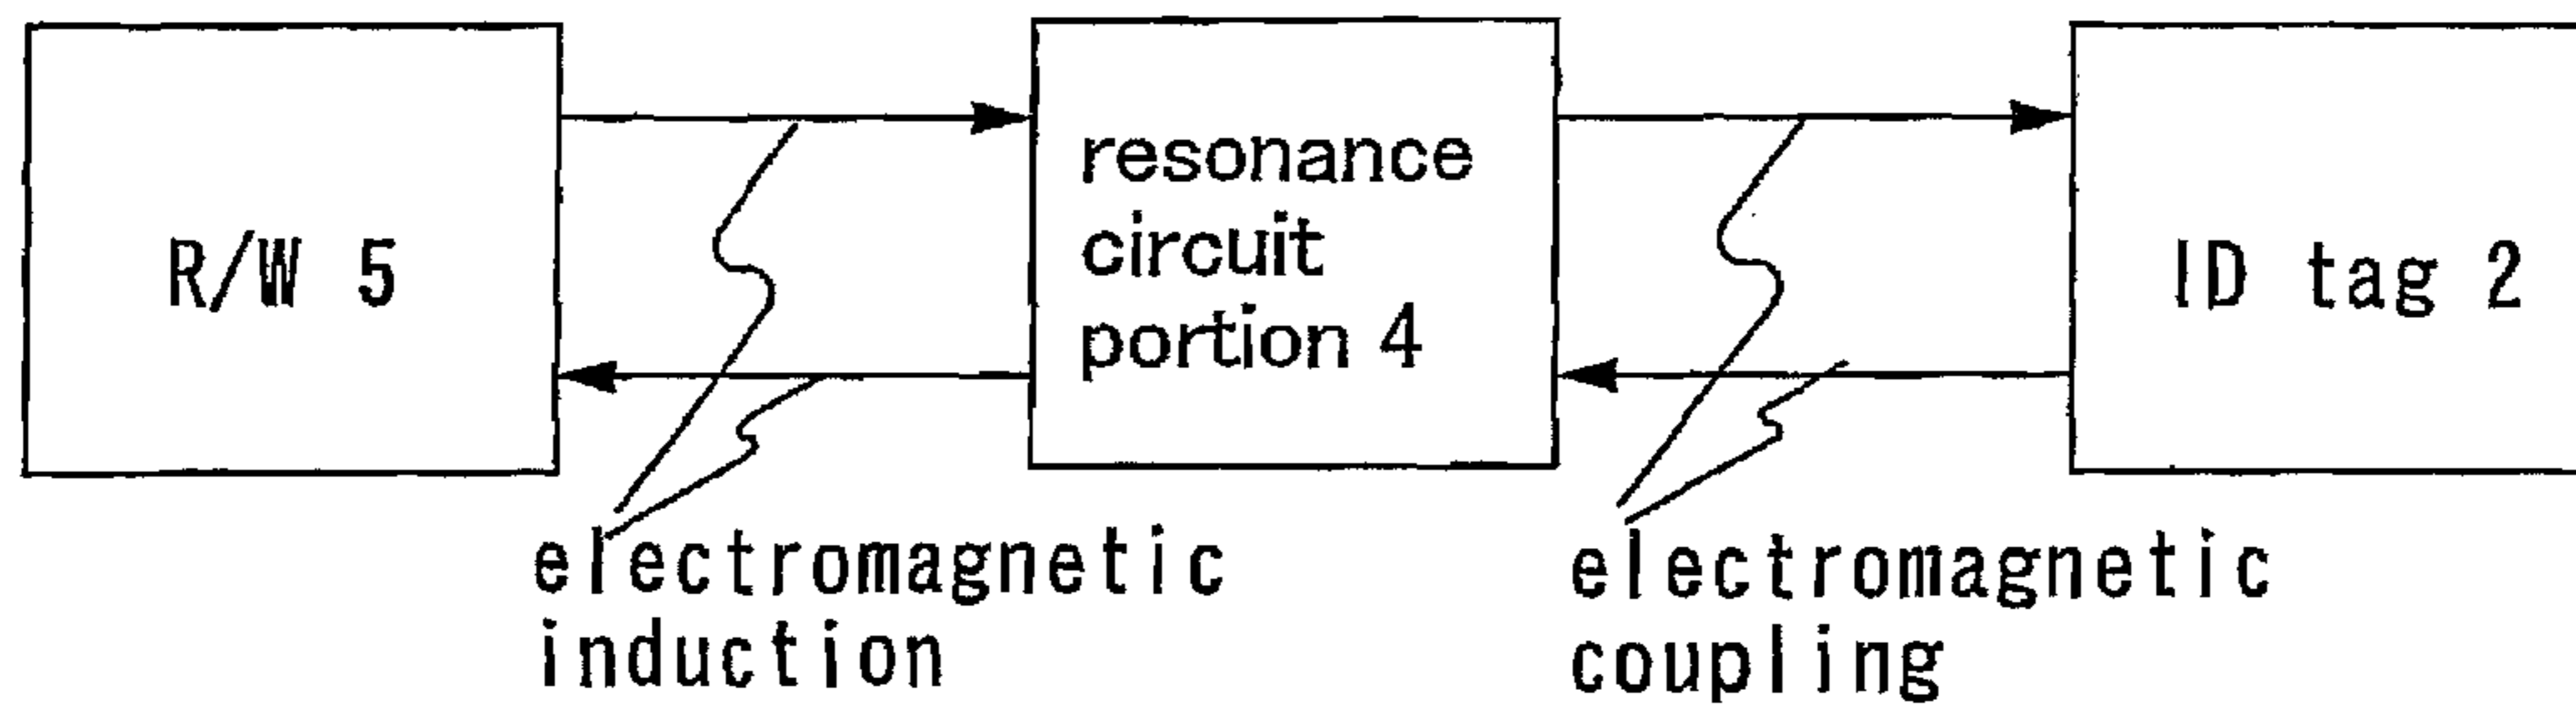 R/W 5
resonance
circuit
portion 4
ID tag 2
electromagnetic
induction
electromagnetic
coupling